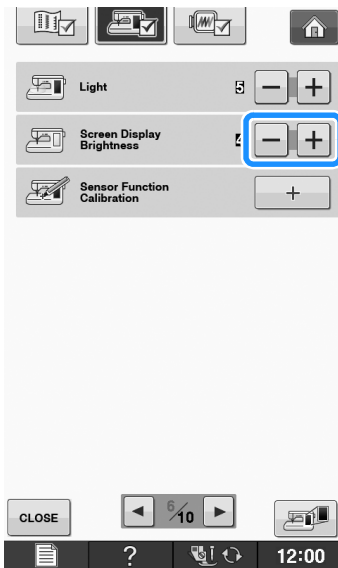 Light 5 − +
Screen Display
Brightness − +
Sensor Function
Calibration +
CLOSE 6/10
? 12:00